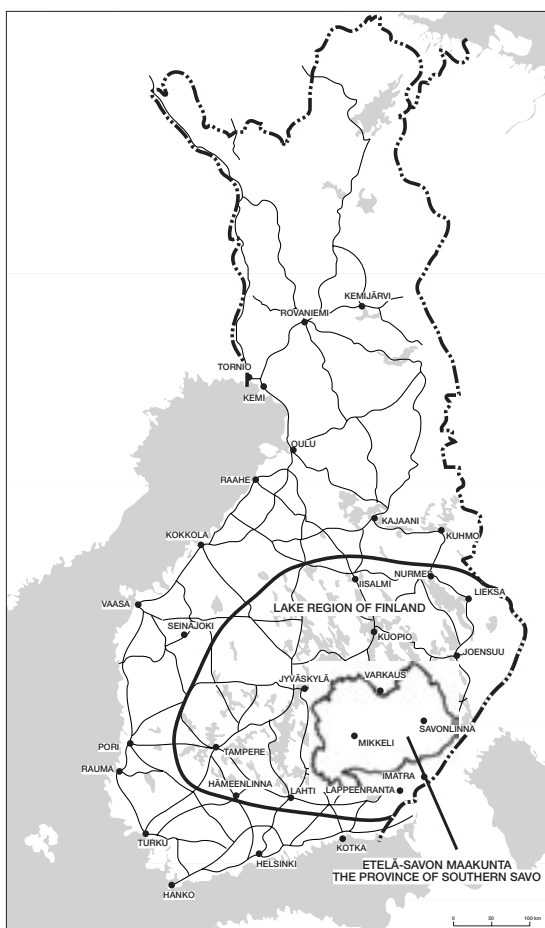 KEMIJÄRVI
ROVANIEMI
TORNIO
KEMI
OULU
RAAHE
KAJAANI
KUHMO
KOKKOLA
IISALMI
NURMES
LIEKSA
VAASA
LAKE REGION OF FINLAND
SEINÄJOKI
KUOPIO
JOENSUU
VARKAUS
JYVÄSKYLÄ
SAVONLINNA
MIKKELI
PORI
TAMPERE
RAUMA
IMATRA
HÄMEENLINNA
LAHTI
LAPPEENRANTA
TURKU
KOTKA
HELSINKI
ETELÄ-SAVON MAAKUNTA
THE PROVINCE OF SOUTHERN SAVO
HANKO
0 50 100 km